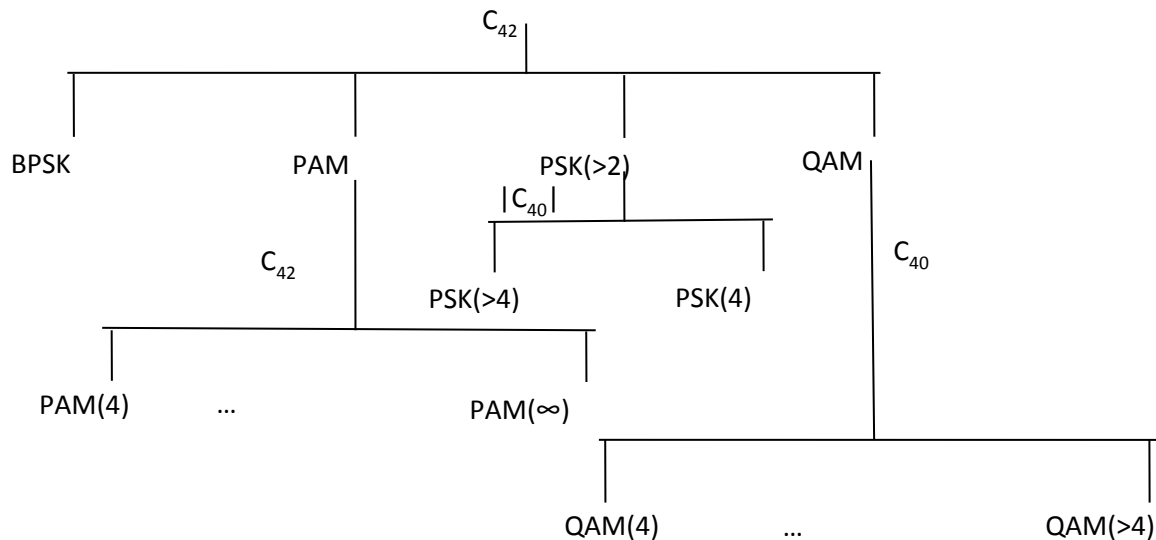 C₄₂
BPSK PAM PSK(>2) QAM
|C₄₀|
C₄₂ C₄₀
PSK(>4) PSK(4)
PAM(4) ... PAM(∞)
QAM(4) ... QAM(>4)